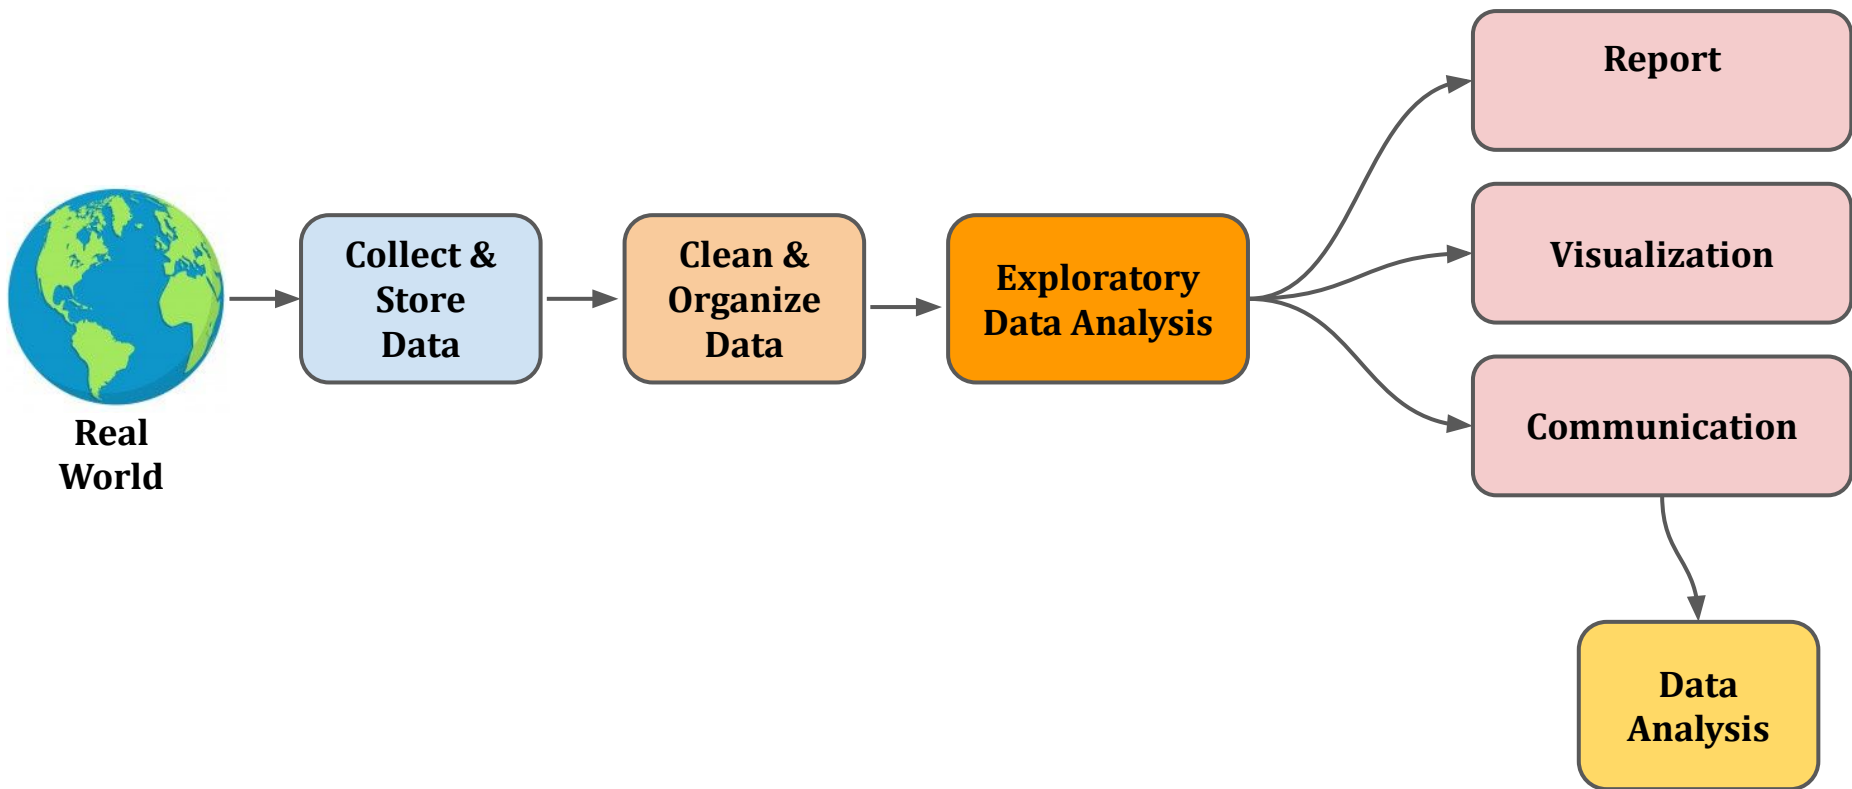 Real
World
Collect &
Store
Data
Clean &
Organize
Data
Exploratory
Data Analysis
Report
Visualization
Communication
Data
Analysis